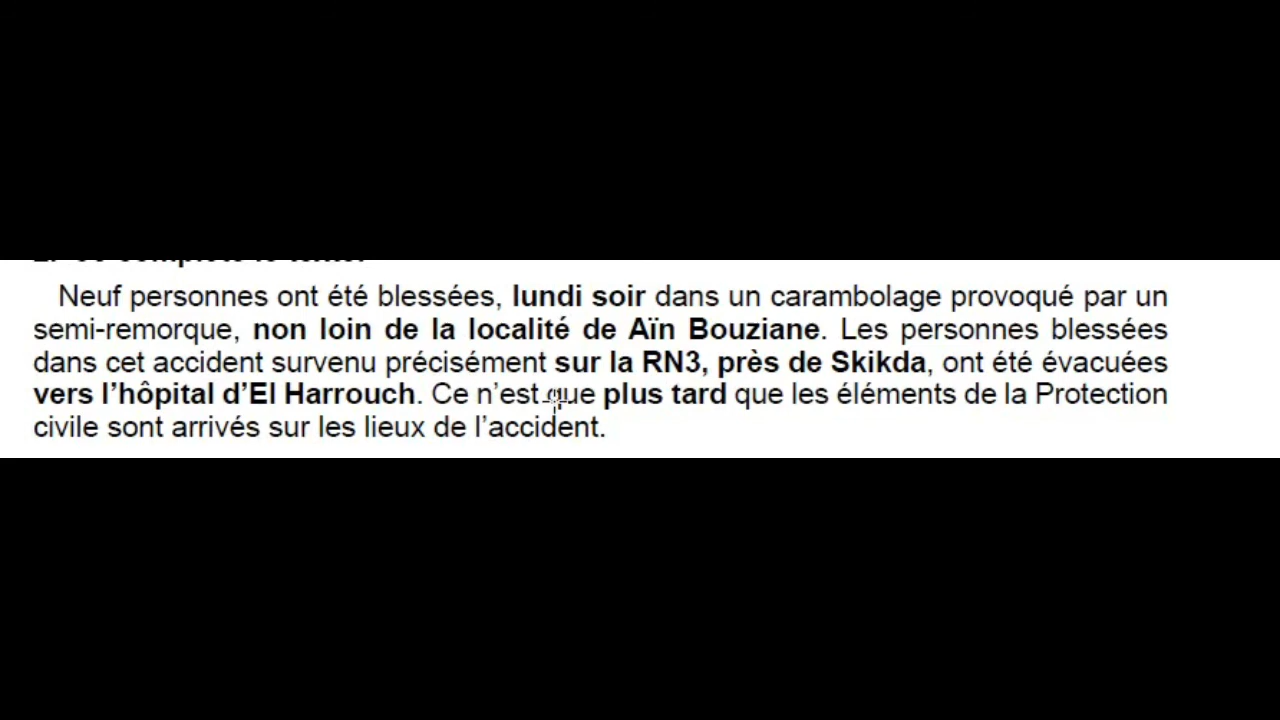 Neuf personnes ont été blessées, lundi soir dans un carambolage provoqué par un
semi-remorque, non loin de la localité de Aïn Bouziane. Les personnes blessées
dans cet accident survenu précisément sur la RN3, près de Skikda, ont été évacuées
vers l’hôpital d’El Harrouch. Ce n’est que plus tard que les éléments de la Protection
civile sont arrivés sur les lieux de l’accident.